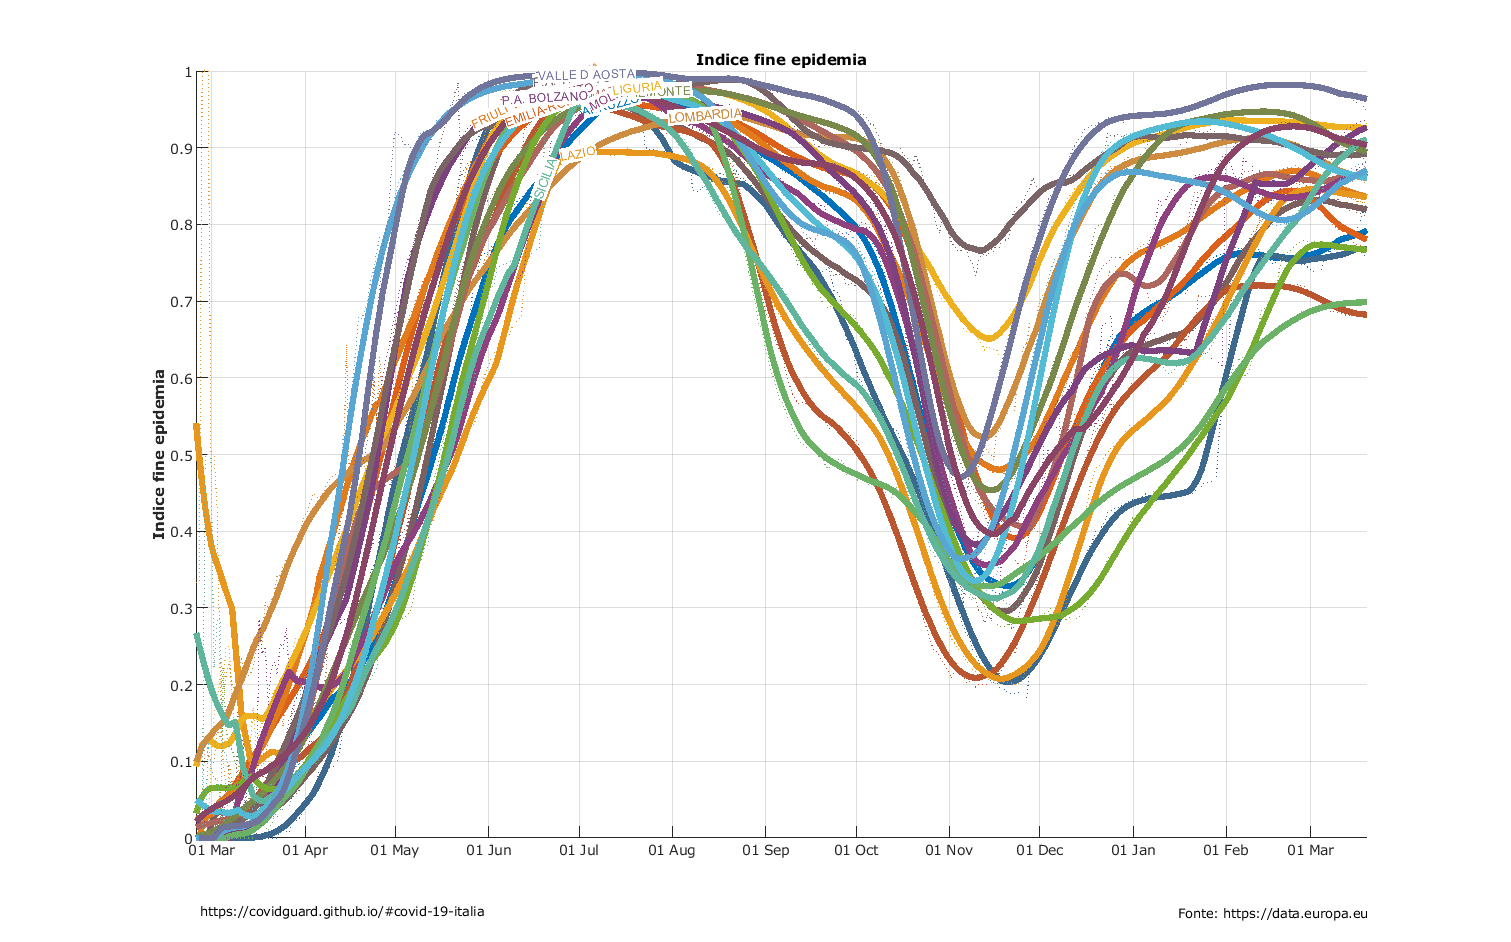 Indice fine epidemia
Indice fine epidemia
1
0.9
0.8
0.7
0.6
0.5
0.4
0.3
0.2
0.1
0
VALLE D AOSTA
LIGURIA
P.A. BOLZANO
LOMBARDIA
LAZIO
SICILIA
01 Mar
01 Apr
01 May
01 Jun
01 Jul
01 Aug
01 Sep
01 Oct
01 Nov
01 Dec
01 Jan
01 Feb
01 Mar
https://covidguard.github.io/#covid-19-italia
Fonte: https://data.europa.eu